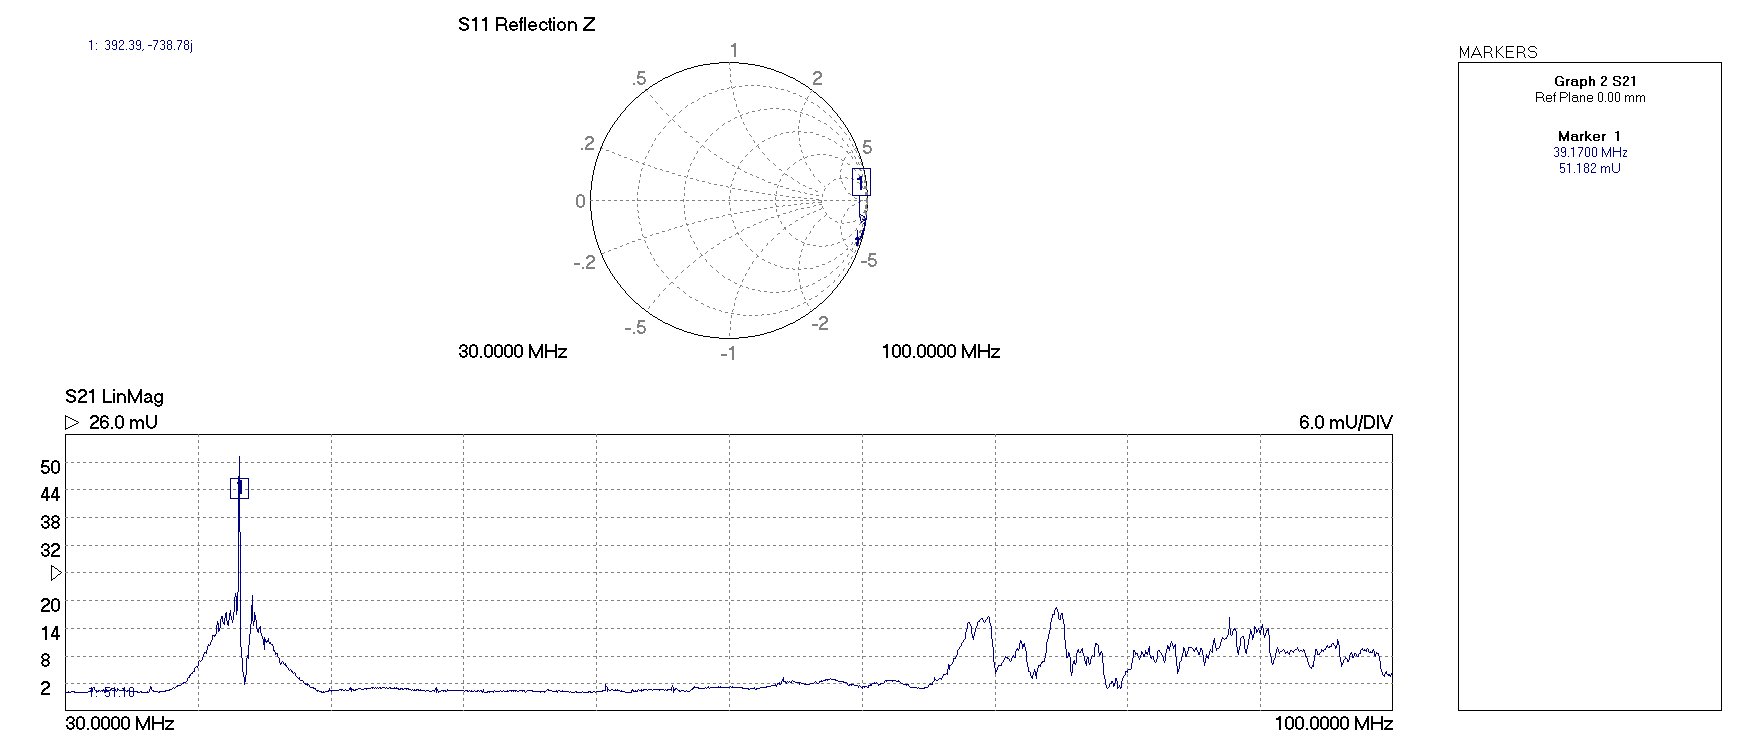 S11 Reflection Z
1: 392.39, -738.78j
1
.5
2
.2
5
1
0
-.2
-5
-.5
-2
-1
30.0000 MHz
100.0000 MHz
MARKERS
Graph 2 S21
Ref Plane 0.00 mm
Marker 1
39.1700 MHz
51.182 mU
S21 LinMag
26.0 mU
6.0 mU/DIV
50
1
44
38
32
20
14
8
2
1: 51.18
30.0000 MHz
100.0000 MHz